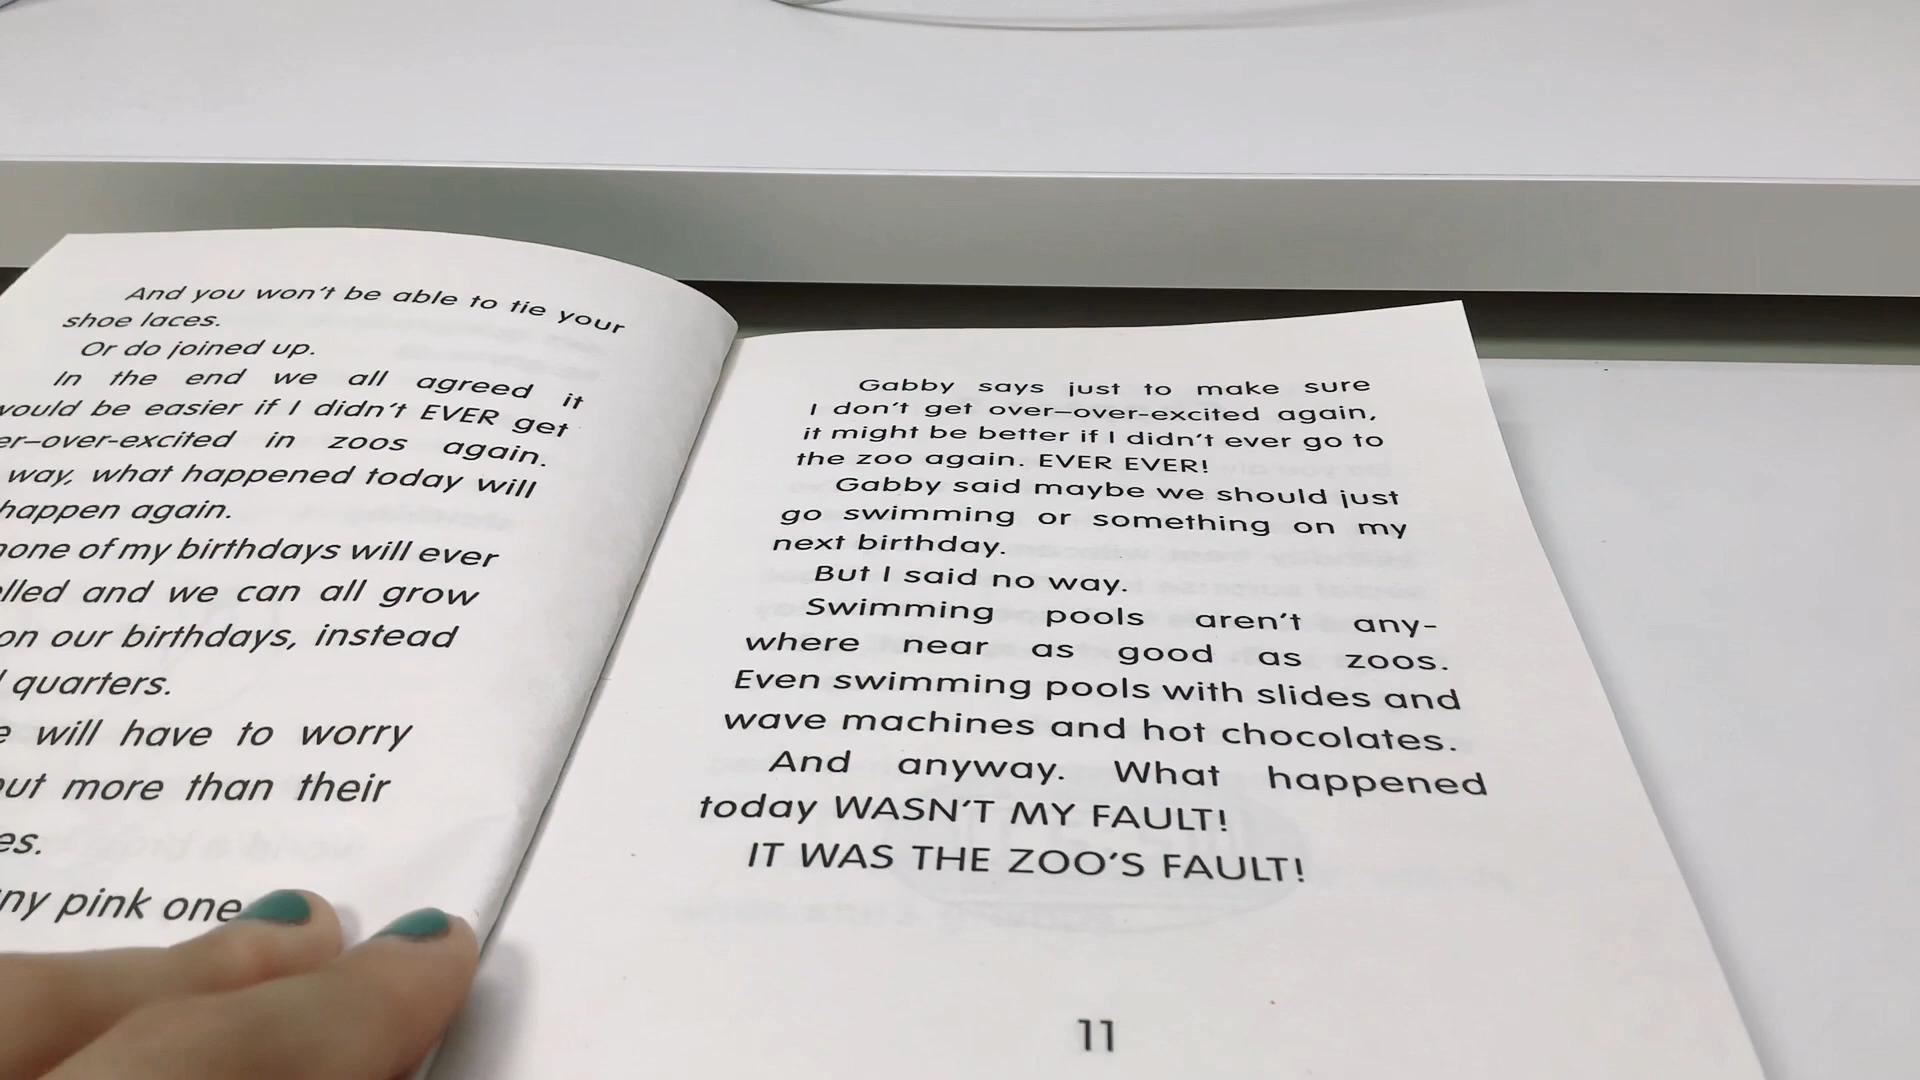 And you won't be able to tie your
shoe laces.
Or do joined up.
In the end we all agreed it
would be easier if I didn't EVER get
er–over-excited in zoos again.
way, what happened today will
happen again.
none of my birthdays will ever
lled and we can all grow
on our birthdays, instead
quarters.
will have to worry
out more than their
es.
ny pink one
Gabby says just to make sure
I don't get over–over-excited again,
it might be better if I didn't ever go to
the zoo again. EVER EVER!
Gabby said maybe we should just
go swimming or something on my
next birthday.
But I said no way.
Swimming pools aren't any-
where near as good as zoos.
Even swimming pools with slides and
wave machines and hot chocolates.
And anyway. What happened
today WASN'T MY FAULT!
IT WAS THE ZOO'S FAULT!
11